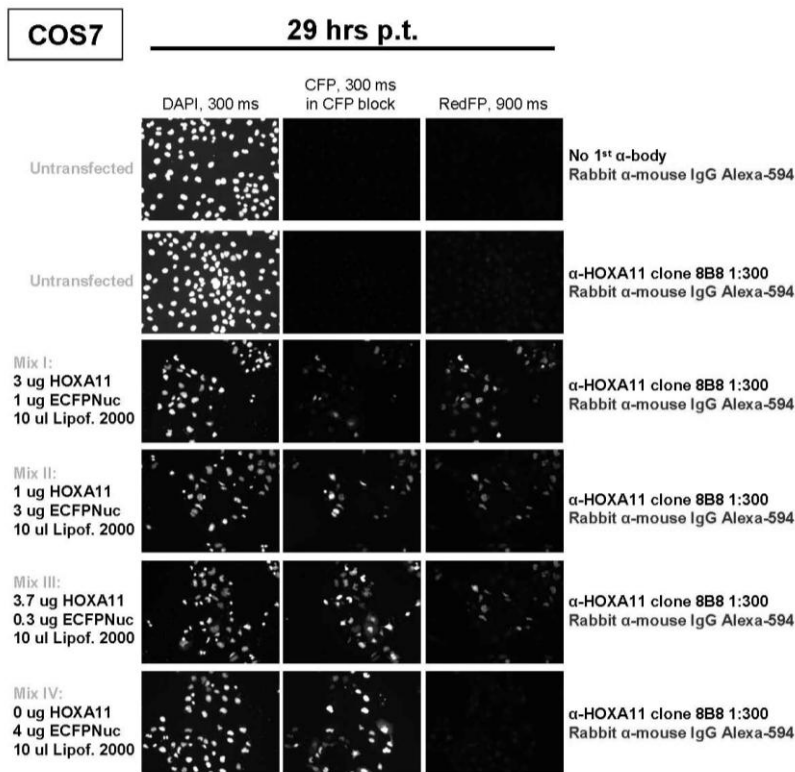 COS7
29 hrs p.t.
DAPI, 300 ms
CFP, 300 ms
in CFP block
RedFP, 900 ms
Untransfected
No 1st α-body
Rabbit α-mouse IgG Alexa-594
Untransfected
α-HOXA11 clone 8B8 1:300
Rabbit α-mouse IgG Alexa-594
Mix I:
3 ug HOXA11
1 ug ECFPNuc
10 ul Lipof. 2000
α-HOXA11 clone 8B8 1:300
Rabbit α-mouse IgG Alexa-594
Mix II:
1 ug HOXA11
3 ug ECFPNuc
10 ul Lipof. 2000
α-HOXA11 clone 8B8 1:300
Rabbit α-mouse IgG Alexa-594
Mix III:
3.7 ug HOXA11
0.3 ug ECFPNuc
10 ul Lipof. 2000
α-HOXA11 clone 8B8 1:300
Rabbit α-mouse IgG Alexa-594
Mix IV:
0 ug HOXA11
4 ug ECFPNuc
10 ul Lipof. 2000
α-HOXA11 clone 8B8 1:300
Rabbit α-mouse IgG Alexa-594